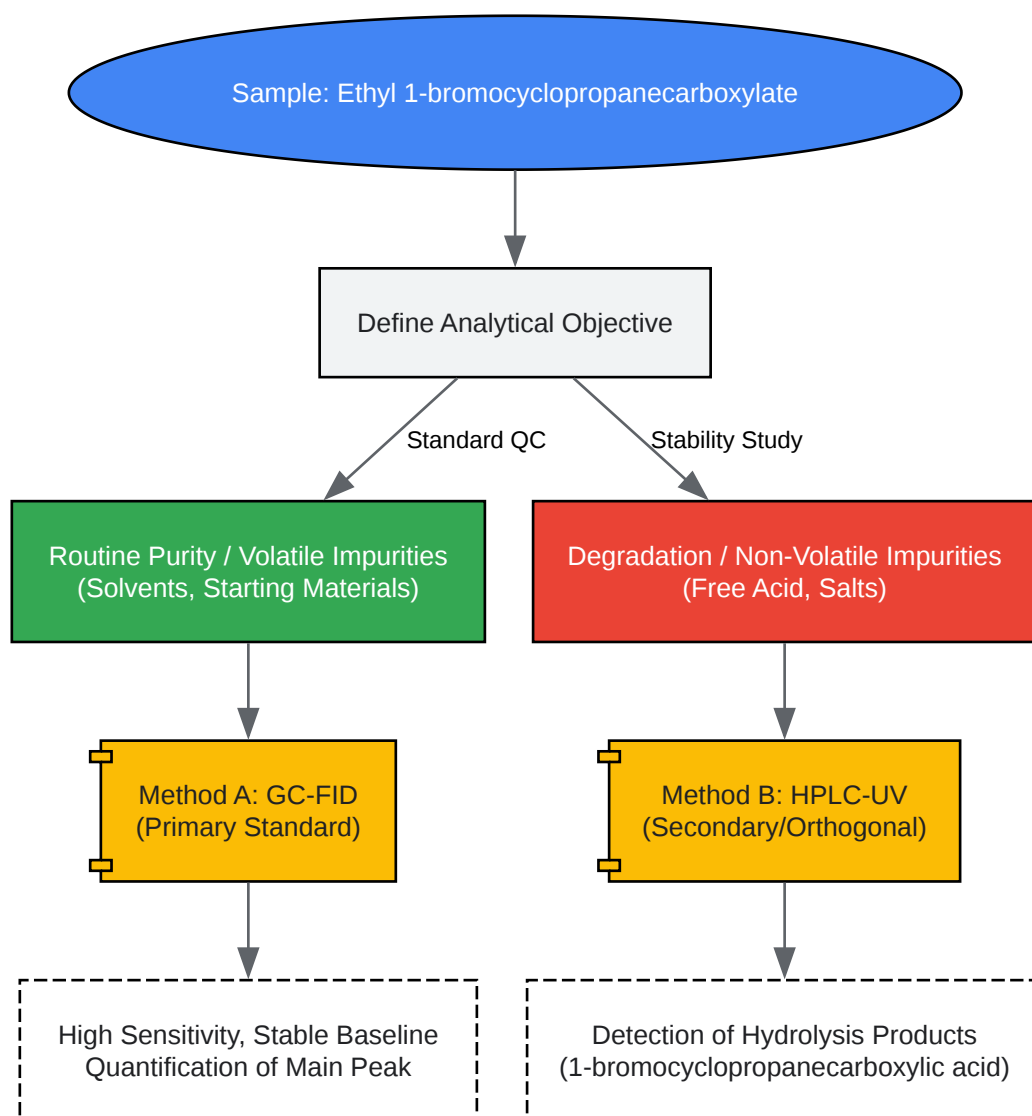 Sample: Ethyl 1-bromocyclopropanecarboxylate
Define Analytical Objective
Standard QC
Stability Study
Routine Purity / Volatile Impurities
(Solvents, Starting Materials)
Degradation / Non-Volatile Impurities
(Free Acid, Salts)
Method A: GC-FID
(Primary Standard)
Method B: HPLC-UV
(Secondary/Orthogonal)
High Sensitivity, Stable Baseline
Quantification of Main Peak
Detection of Hydrolysis Products
(1-bromocyclopropanecarboxylic acid)